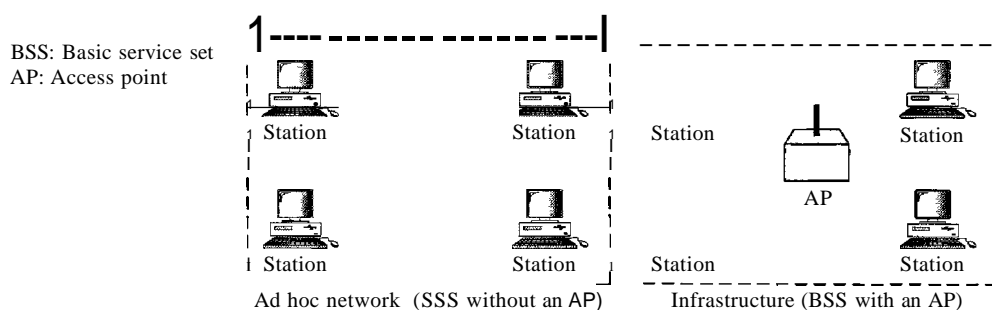 BSS: Basic service set
AP: Access point
Station Station
Station Station
Ad hoc network (SSS without an AP)
Station Station
AP
Station Station
Infrastructure (BSS with an AP)